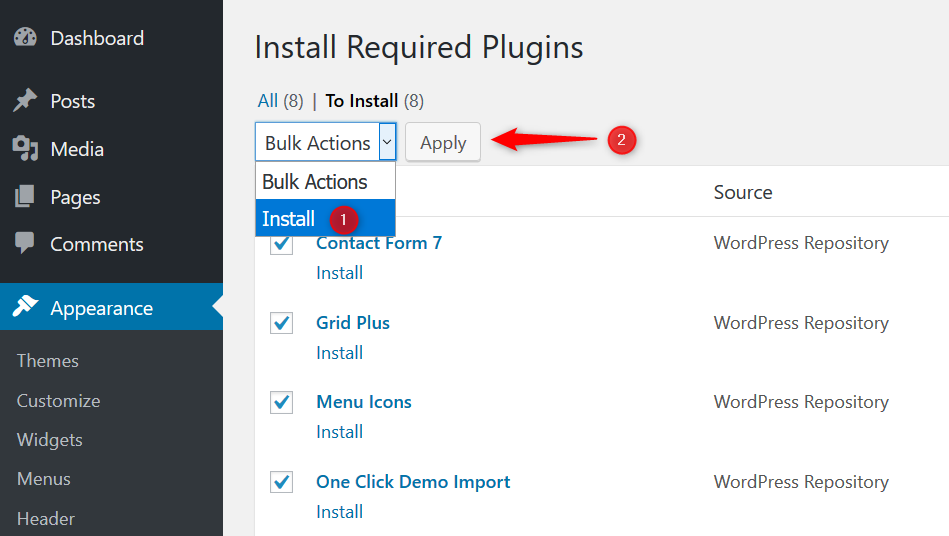 Dashboard
Posts
Media
Pages
Comments
Appearance
Themes
Customize
Widgets
Menus
Header
Install Required Plugins
All (8) | To Install (8)
Bulk Actions Apply 2
Bulk Actions
Install 1
Source
Contact Form 7 WordPress Repository
Install
Grid Plus WordPress Repository
Install
Menu Icons WordPress Repository
Install
One Click Demo Import WordPress Repository
Install